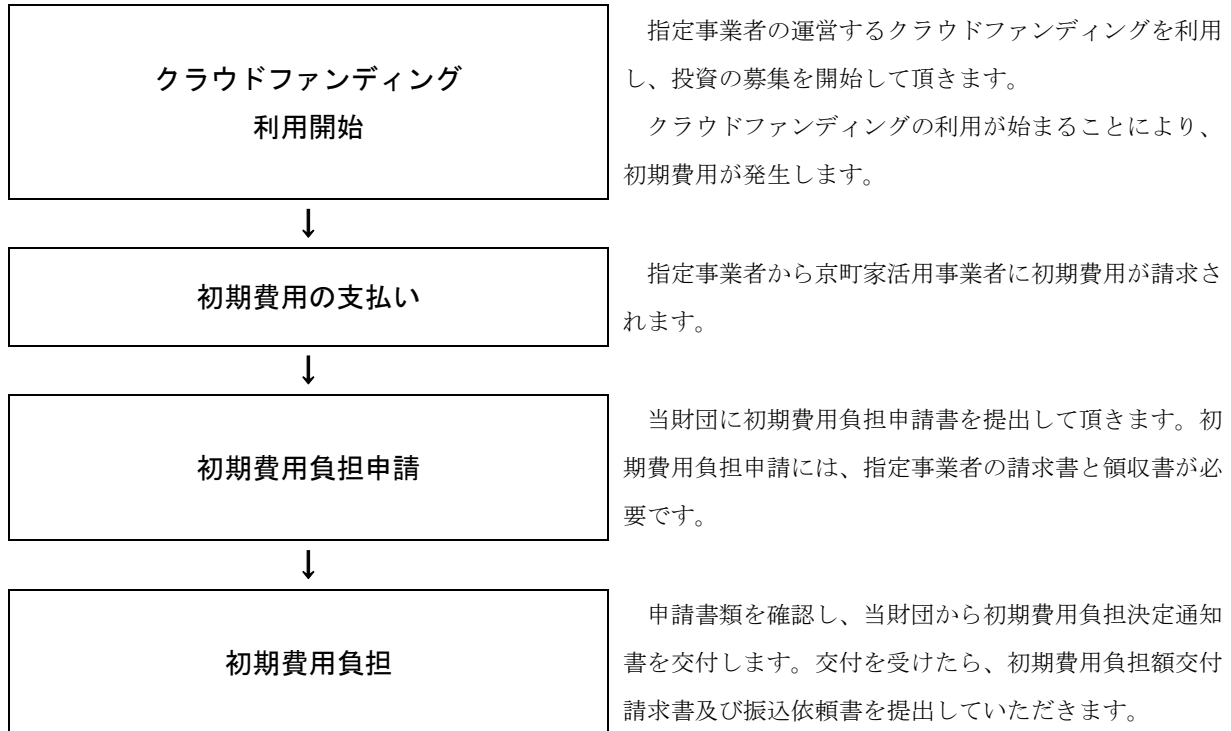 クラウドファンディング
利用開始
指定事業者の運営するクラウドファンディングを利用
し、投資の募集を開始して頂きます。
クラウドファンディングの利用が始まることにより、
初期費用が発生します。
↓
初期費用の支払い
指定事業者から京町家活用事業者に初期費用が請求さ
れます。
↓
初期費用負担申請
当財団に初期費用負担申請書を提出して頂きます。初
期費用負担申請には、指定事業者の請求書と領収書が必
要です。
↓
初期費用負担
申請書類を確認し、当財団から初期費用負担決定通知
書を交付します。交付を受けたら、初期費用負担額交付
請求書及び振込依頼書を提出していただきます。